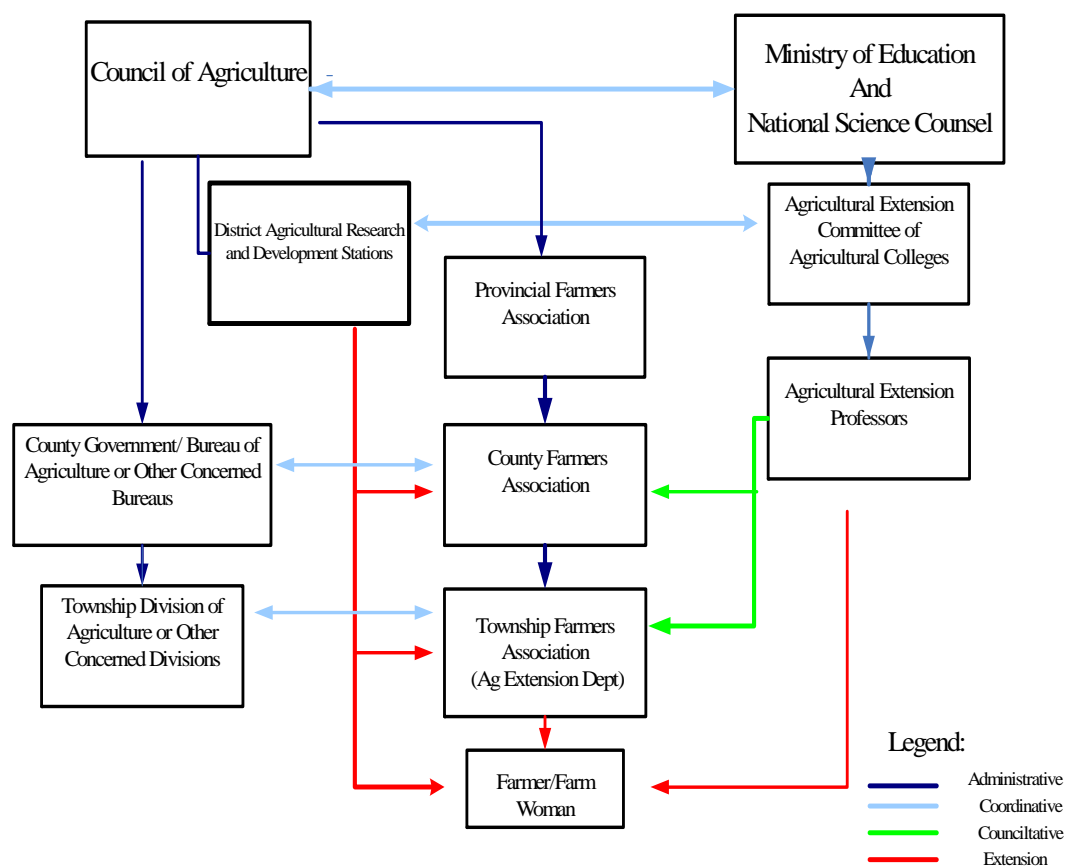 Council of Agriculture
Ministry of Education
And
National Science Counsel
District Agricultural Research
and Development Stations
Agricultural Extension
Committee of
Agricultural Colleges
Provincial Farmers
Association
Agricultural Extension
Professors
County Government/ Bureau of
Agriculture or Other Concerned
Bureaus
County Farmers
Association
Township Division of
Agriculture or Other
Concerned Divisions
Township Farmers
Association
(Ag Extension Dept)
Farmer/Farm
Woman
Legend:
Administrative
Coordinative
Counciltative
Extension